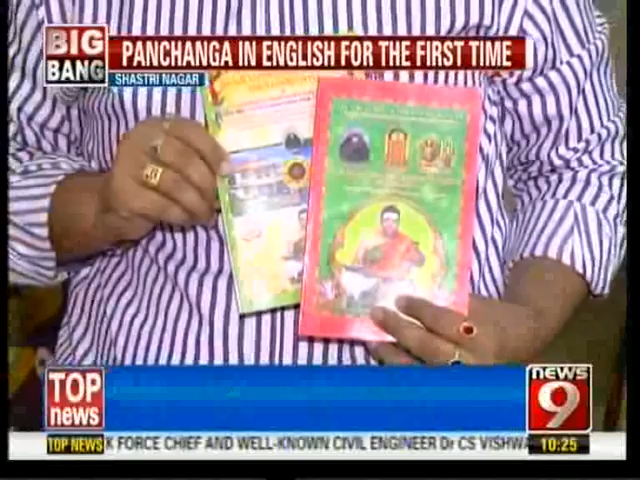 BIG
BANG
PANCHANGA IN ENGLISH FOR THE FIRST TIME
SHASTRI NAGAR
TOP
news
NEWS
9
TOP NEWS
K FORCE CHIEF AND WELL-KNOWN CIVIL ENGINEER Dr CS VISHWA
10:25